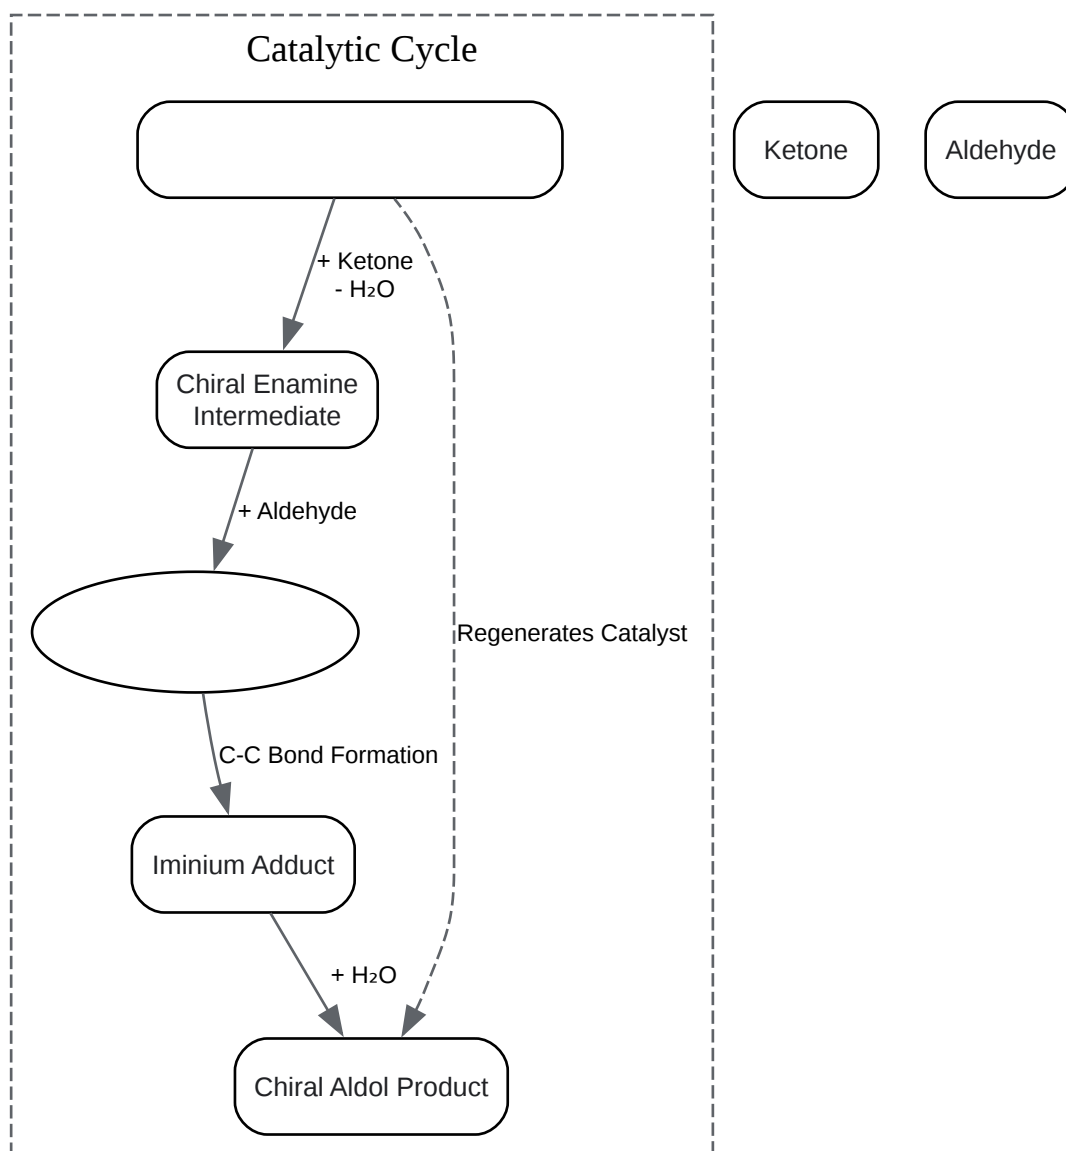 Catalytic Cycle
Ketone
Aldehyde
+ Ketone
- H₂O
Chiral Enamine
Intermediate
+ Aldehyde
Regenerates Catalyst
C-C Bond Formation
Iminium Adduct
+ H₂O
Chiral Aldol Product